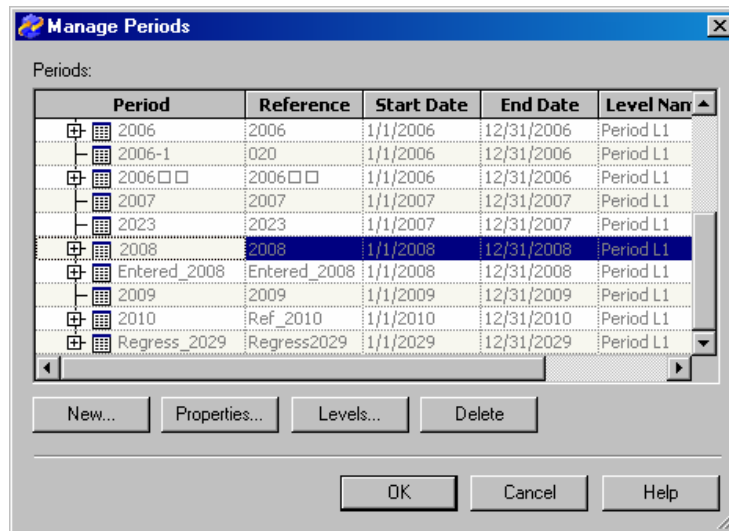 Manage Periods
Periods:
Period Reference Start Date End Date Level Nam
2006 2006 1/1/2006 12/31/2006 Period L1
2006-1 020 1/1/2006 12/31/2006 Period L1
2006□□ 2006□□ 1/1/2006 12/31/2006 Period L1
2007 2007 1/1/2007 12/31/2007 Period L1
2023 2023 1/1/2007 12/31/2007 Period L1
2008 2008 1/1/2008 12/31/2008 Period L1
Entered_2008 Entered_2008 1/1/2008 12/31/2008 Period L1
2009 2009 1/1/2009 12/31/2009 Period L1
2010 Ref_2010 1/1/2010 12/31/2010 Period L1
Regress_2029 Regress2029 1/1/2029 12/31/2029 Period L1
New... Properties... Levels... Delete
OK Cancel Help